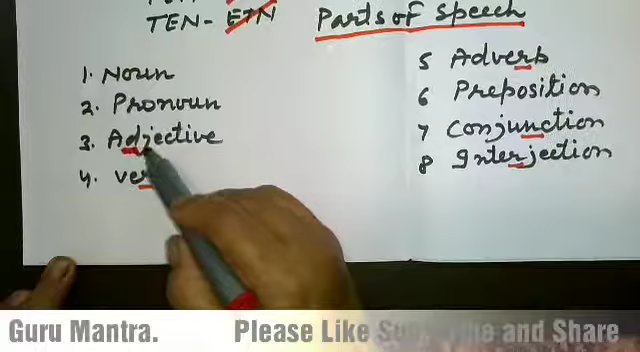 TEN- ETN
Parts of Speech
1. Noun
2. Pronoun
3. Adjective
4.
5 Adverb
6 Preposition
7 Conjunction
8 Interjection
Guru Mantra. Please Like and Share